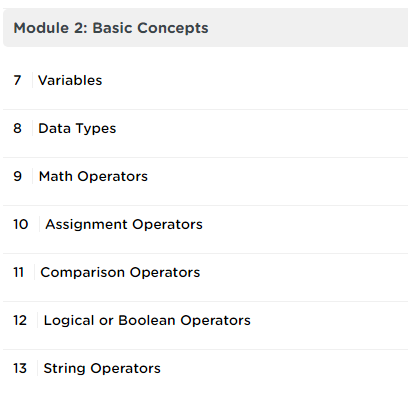 Module 2: Basic Concepts
7 Variables
8 Data Types
9 Math Operators
10 Assignment Operators
11 Comparison Operators
12 Logical or Boolean Operators
13 String Operators